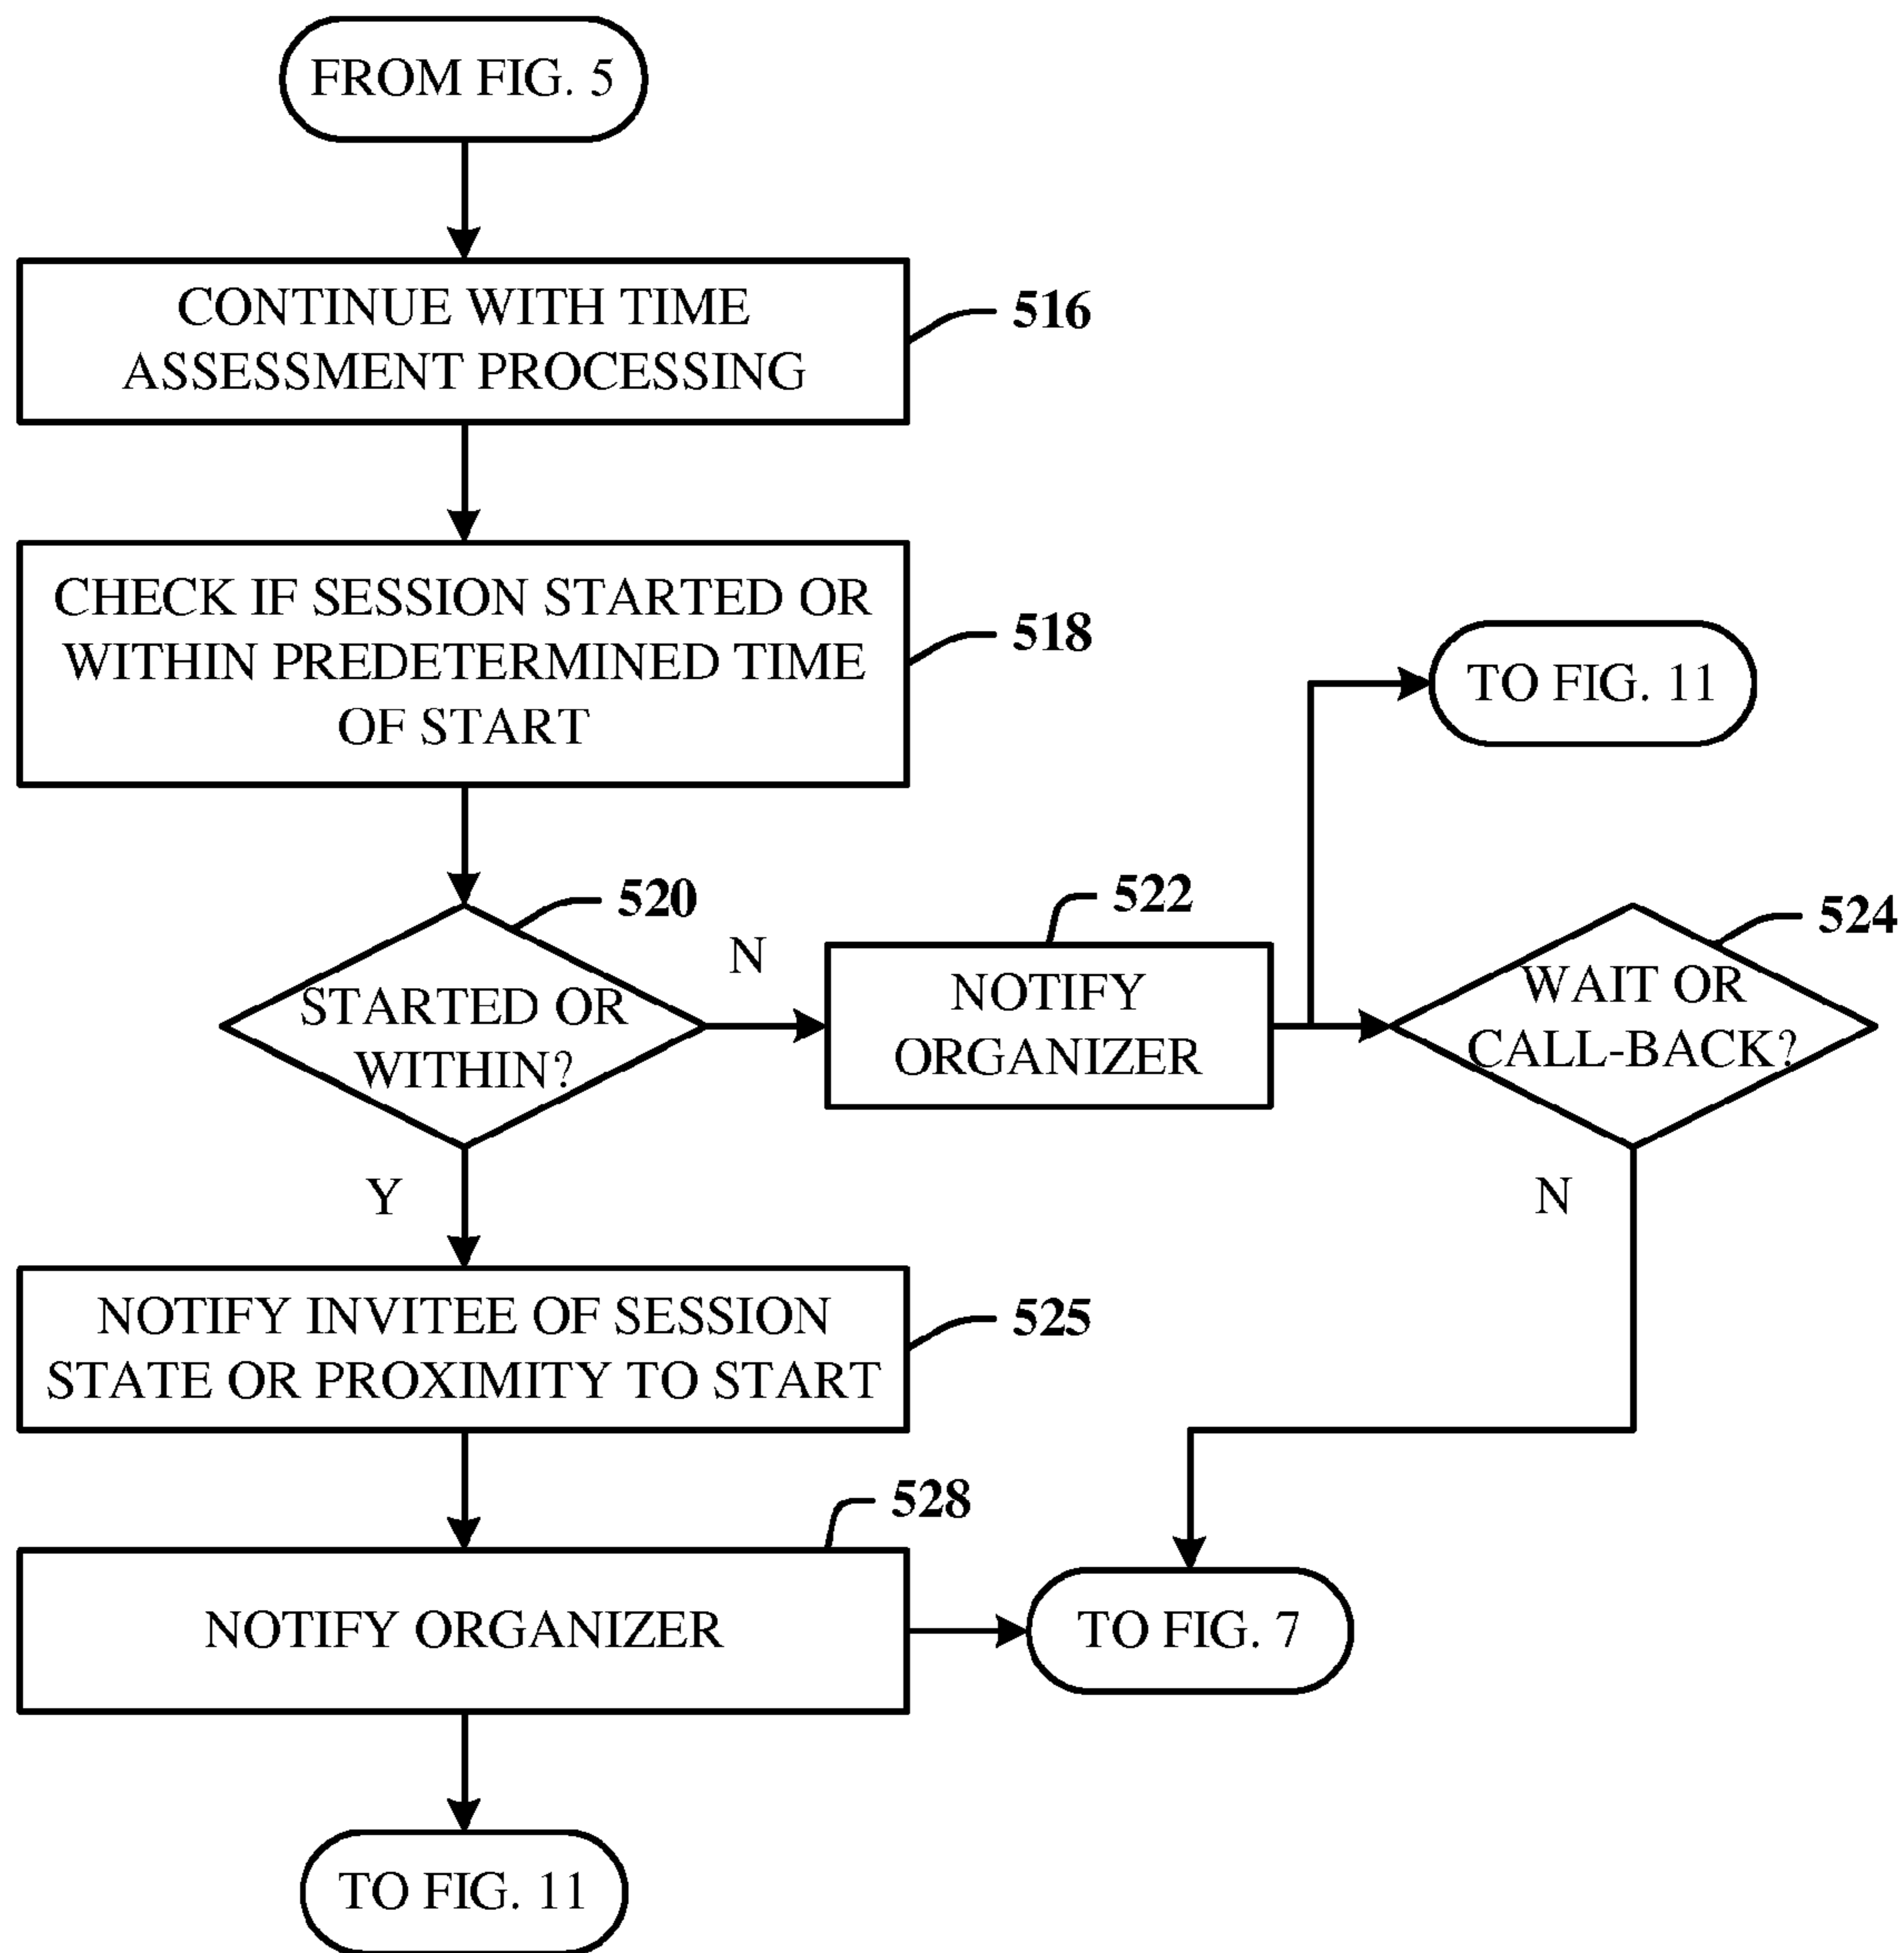 FROM FIG. 5
CONTINUE WITH TIME
ASSESSMENT PROCESSING
516
CHECK IF SESSION STARTED OR
WITHIN PREDETERMINED TIME
OF START
518
TO FIG. 11
520
STARTED OR
WITHIN?
N
522
NOTIFY
ORGANIZER
524
WAIT OR
CALL-BACK?
Y
N
NOTIFY INVITEE OF SESSION
STATE OR PROXIMITY TO START
525
528
NOTIFY ORGANIZER
TO FIG. 7
TO FIG. 11